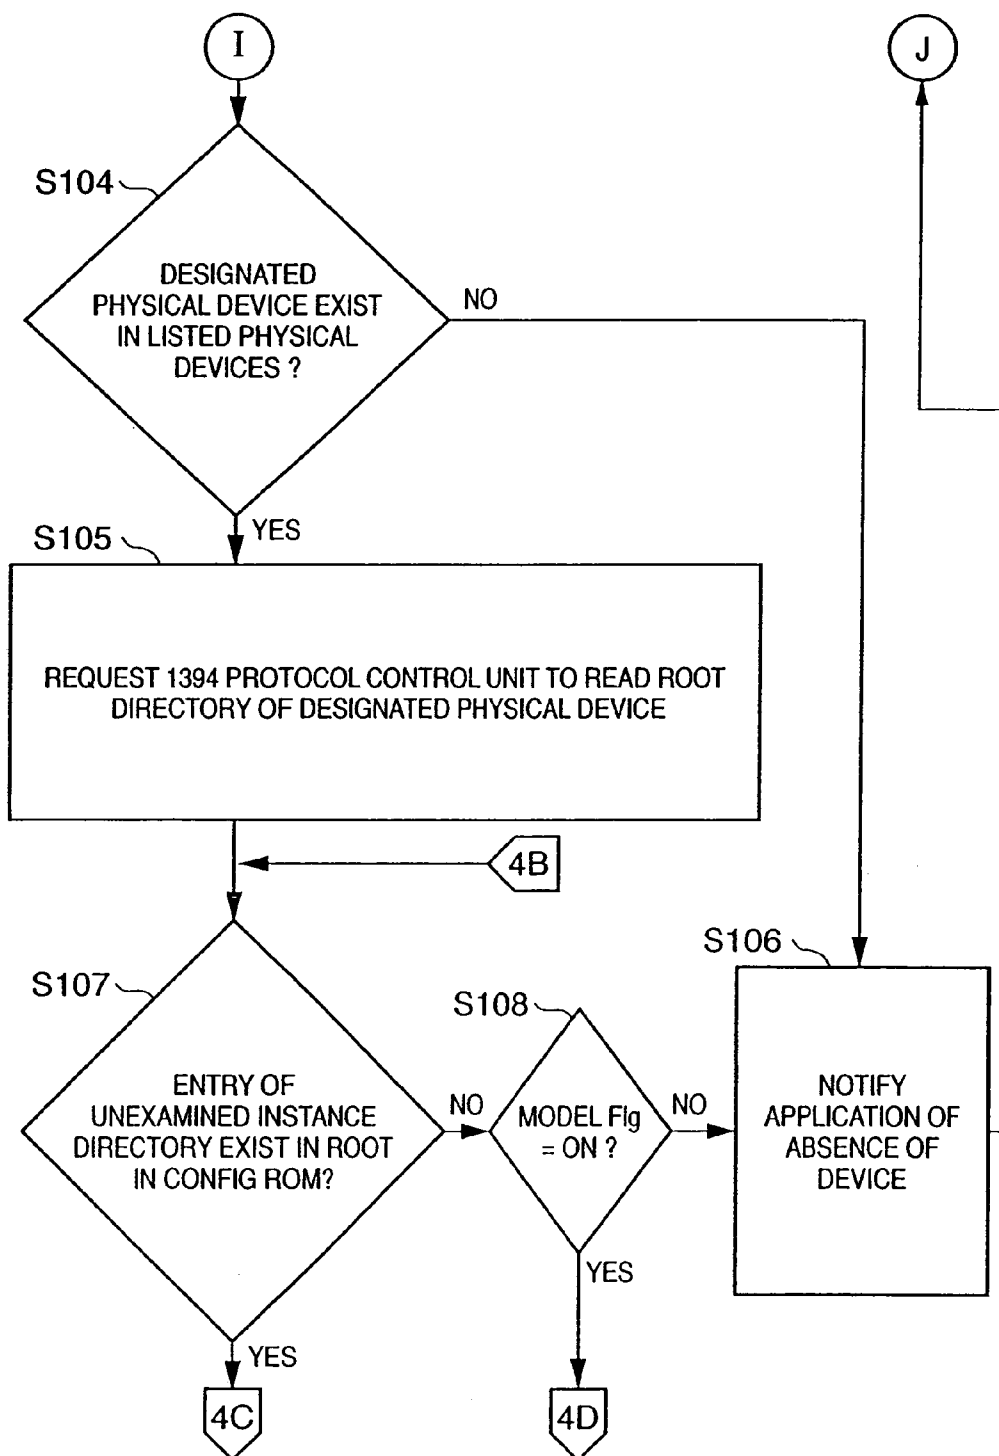 I
J
S104
DESIGNATED
PHYSICAL DEVICE EXIST
IN LISTED PHYSICAL
DEVICES ?
NO
YES
S105
REQUEST 1394 PROTOCOL CONTROL UNIT TO READ ROOT
DIRECTORY OF DESIGNATED PHYSICAL DEVICE
4B
S107
ENTRY OF
UNEXAMINED INSTANCE
DIRECTORY EXIST IN ROOT
IN CONFIG ROM?
NO
YES
4C
S108
MODEL Flg
= ON ?
NO
YES
4D
S106
NOTIFY
APPLICATION OF
ABSENCE OF
DEVICE